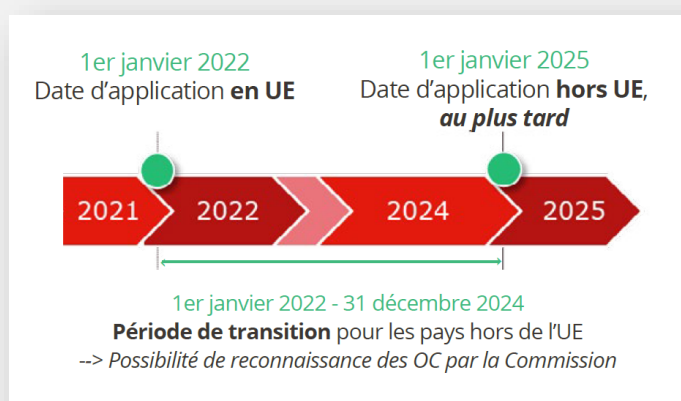 1er janvier 2022
Date d’application en UE
1er janvier 2025
Date d’application hors UE,
au plus tard
2021
2022
2024
2025
1er janvier 2022 - 31 décembre 2024
Période de transition pour les pays hors de l’UE
--> Possibilité de reconnaissance des OC par la Commission